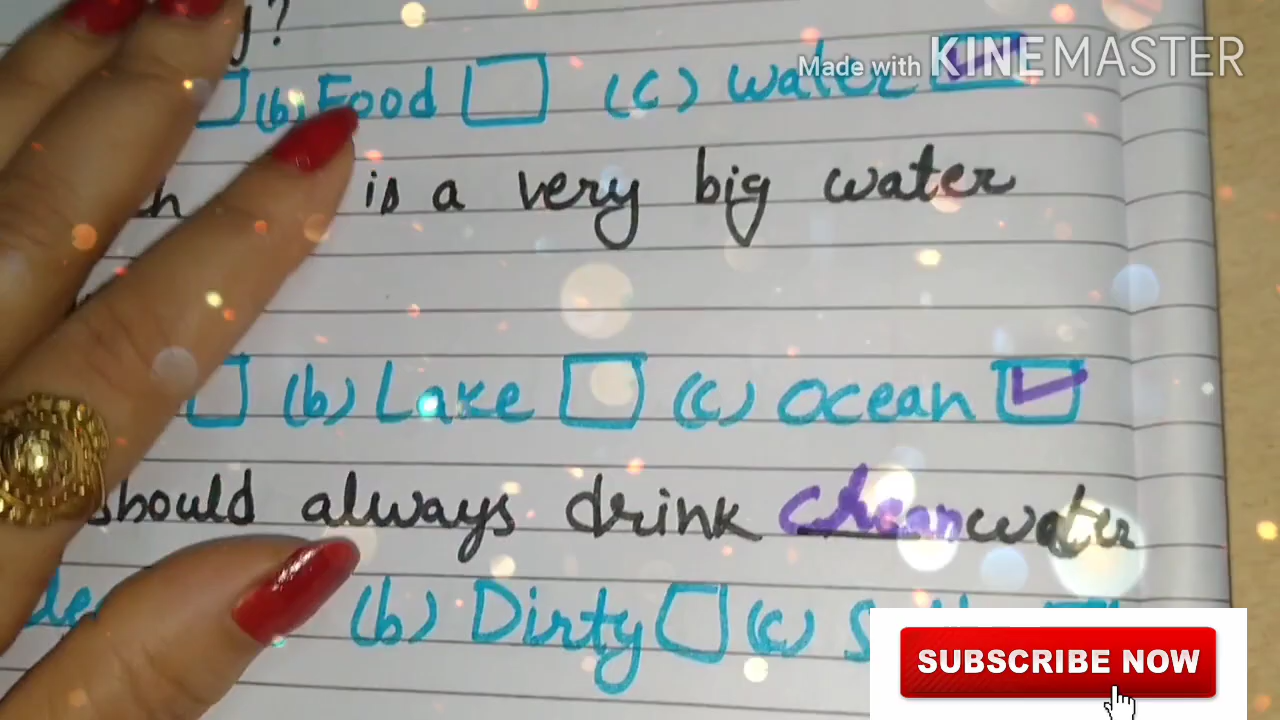 y?
Made with KINEMASTER
(b) Food (c) water
is a very big water
(b) Lake (c) Ocean
should always drink clean water
(b) Dirty (c)
SUBSCRIBE NOW